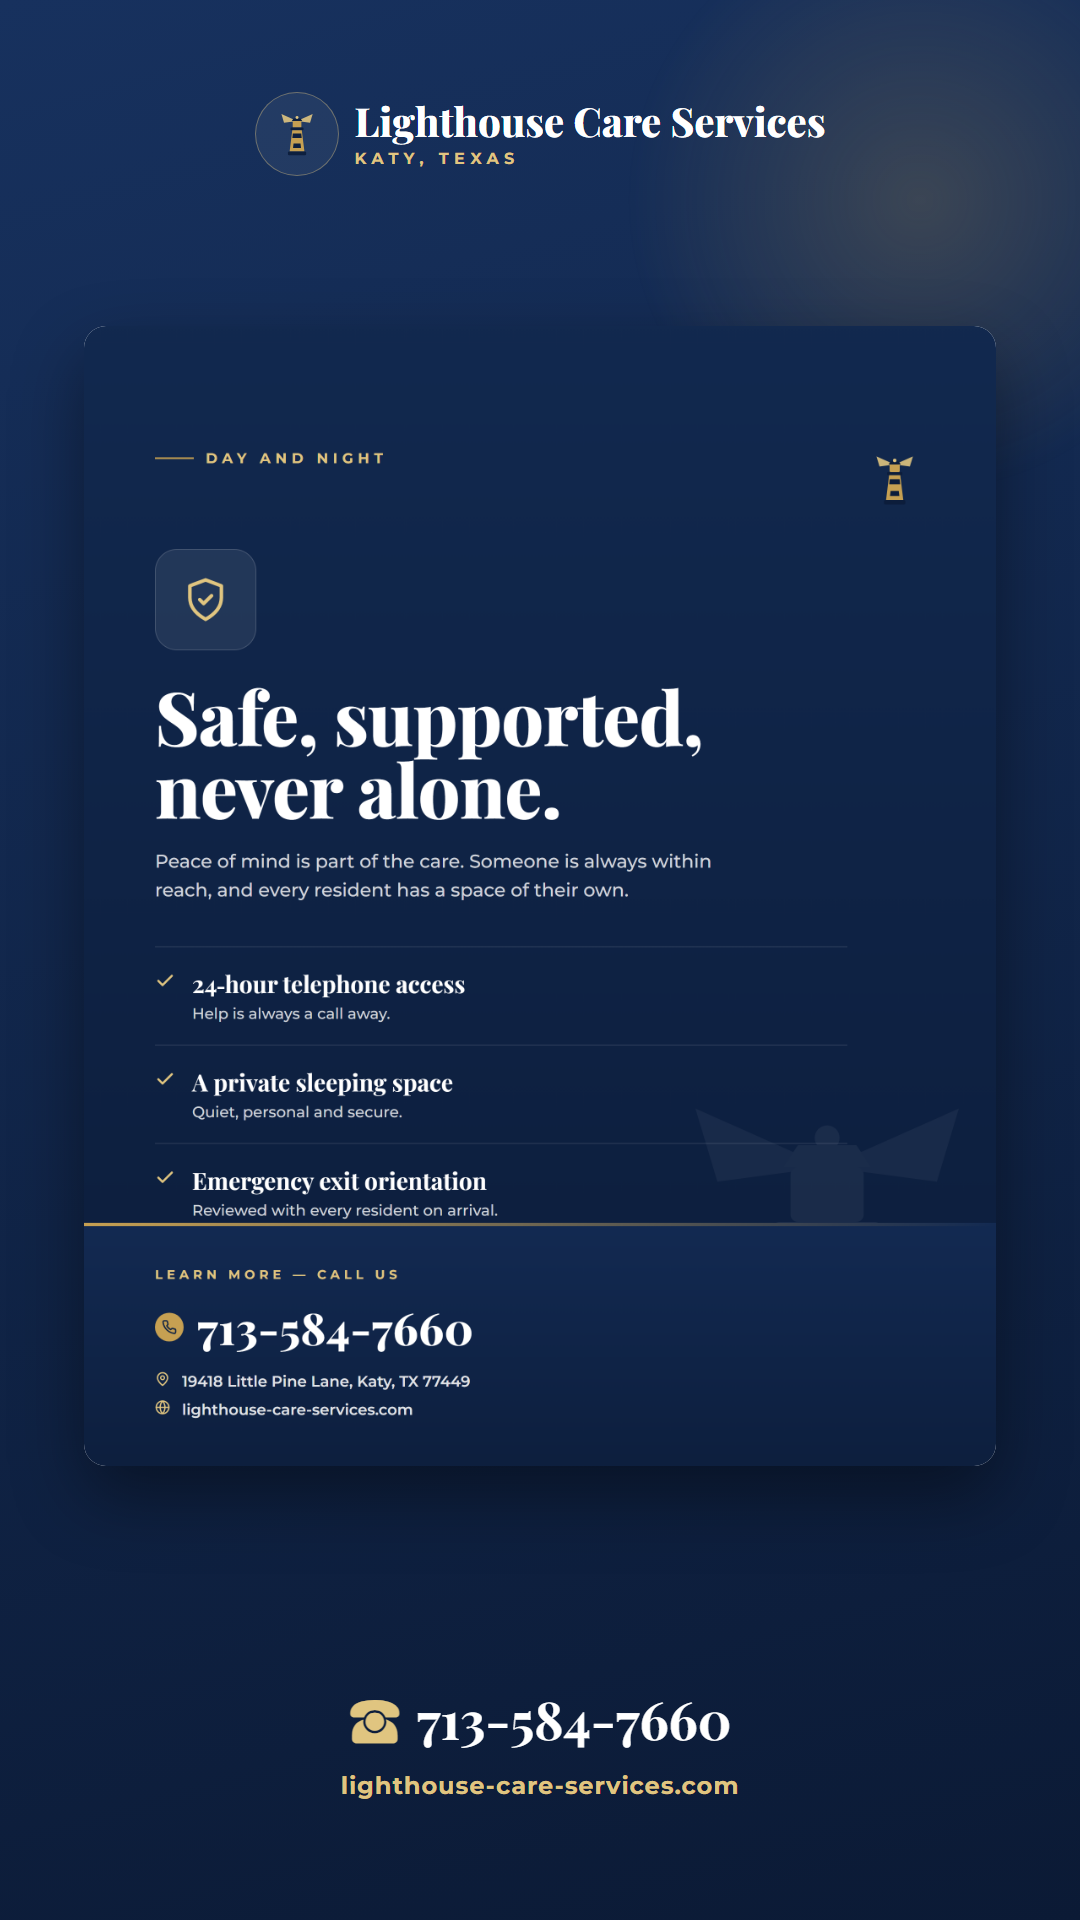 Lighthouse Care Services
KATY, TEXAS
DAY AND NIGHT
Safe, supported,
never alone.
Peace of mind is part of the care. Someone is always within
reach, and every resident has a space of their own.
24-hour telephone access
Help is always a call away.
A private sleeping space
Quiet, personal and secure.
Emergency exit orientation
Reviewed with every resident on arrival.
LEARN MORE — CALL US
713-584-7660
19418 Little Pine Lane, Katy, TX 77449
lighthouse-care-services.com
713-584-7660
lighthouse-care-services.com